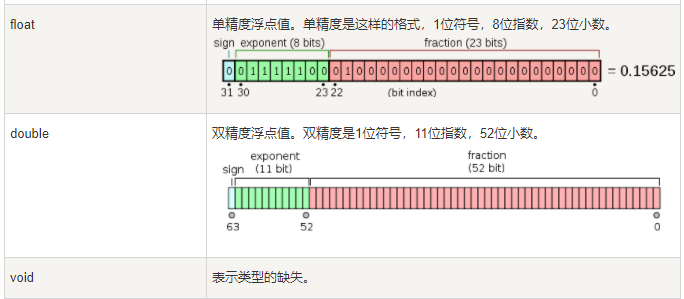 float
单精度浮点值。单精度是这样的格式，1位符号，8位指数，23位小数。
sign exponent (8 bits) fraction (23 bits)
0 0 1 1 1 1 1 0 0 0 1 0 0 0 0 0 0 0 0 0 0 0 0 0 0 0 0 0 0 0 0 0 = 0.15625
31 30 23 22 (bit index) 0
double
双精度浮点值。双精度是1位符号，11位指数，52位小数。
sign exponent (11 bit) fraction (52 bit)
63 52 0
void
表示类型的缺失。